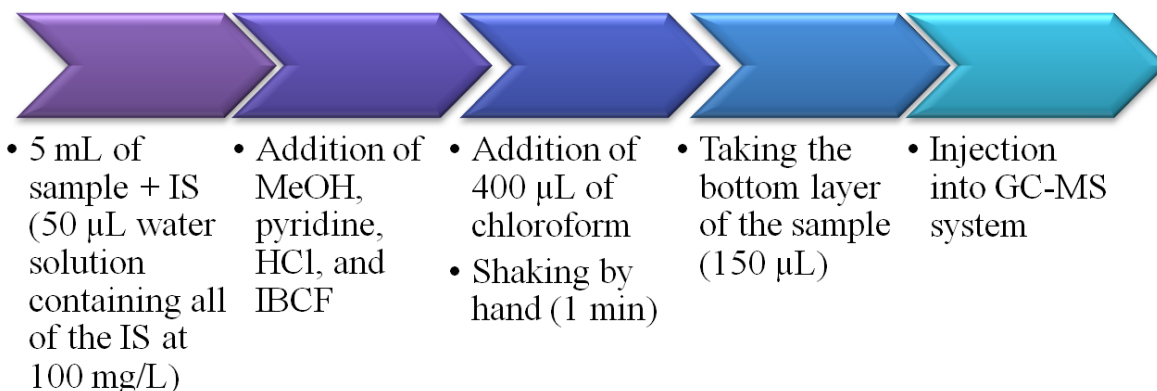 • 5 mL of
sample + IS
(50 µL water
solution
containing all
of the IS at
100 mg/L)
• Addition of
MeOH,
pyridine,
HCl, and
IBCF
• Addition of
400 µL of
chloroform
• Shaking by
hand (1 min)
• Taking the
bottom layer
of the sample
(150 µL)
• Injection
into GC-MS
system